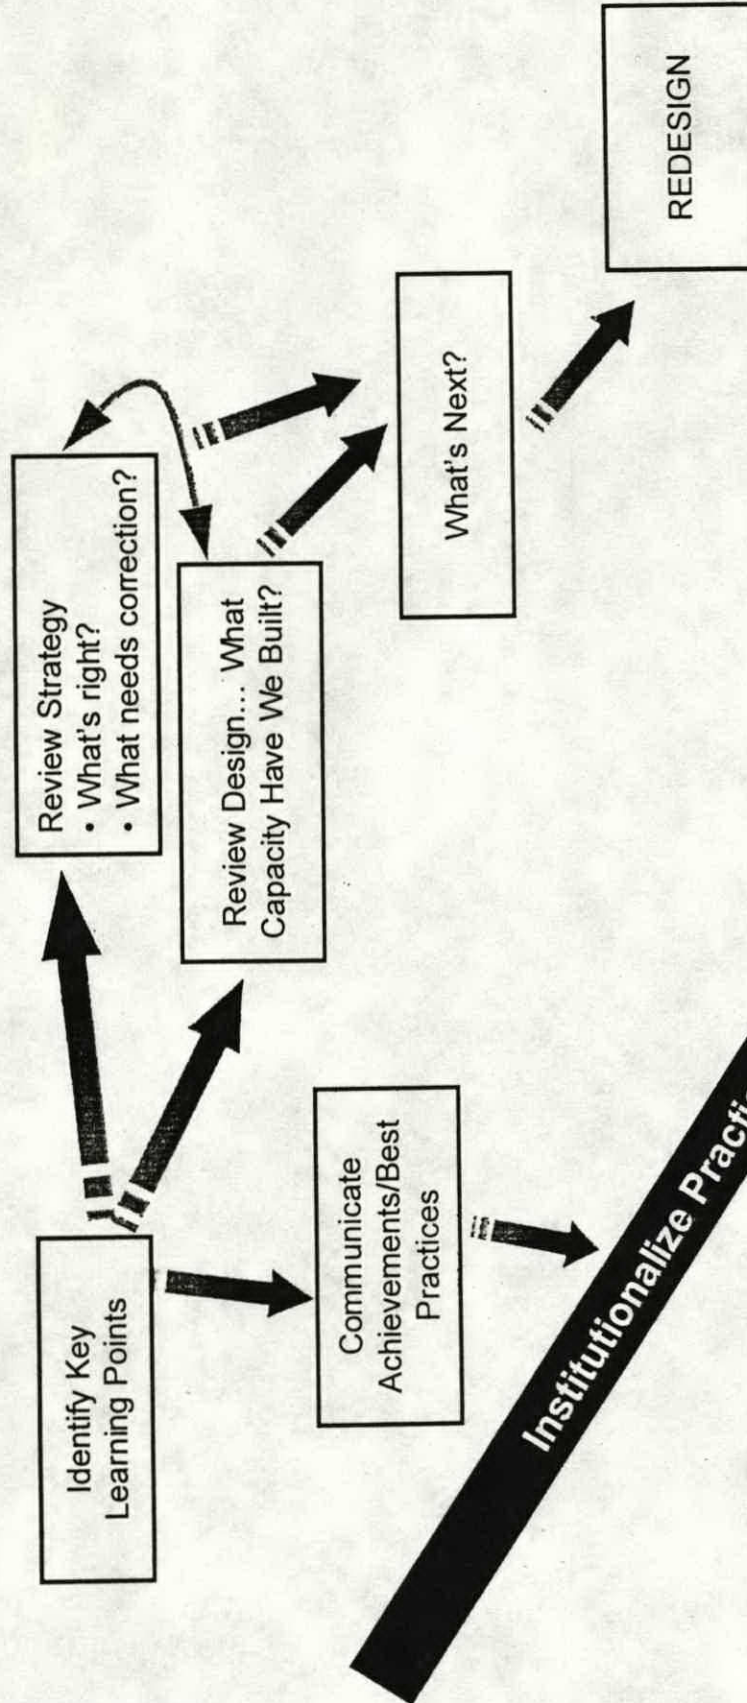 Identify Key
Learning Points
Review Strategy
• What's right?
• What needs correction?
Review Design... What
Capacity Have We Built?
Communicate
Achievements/Best
Practices
What's Next?
REDESIGN
Institutionalize